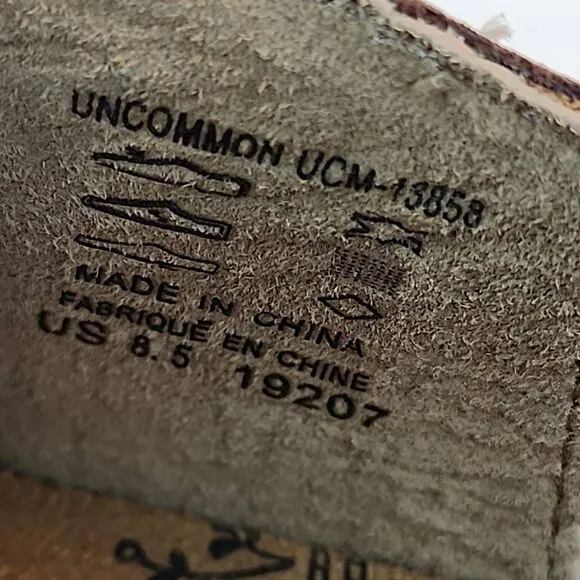 UNCOMMON UCM-13858
MADE IN CHINA
FABRIQUÉ EN CHINE
US 8.5 19207